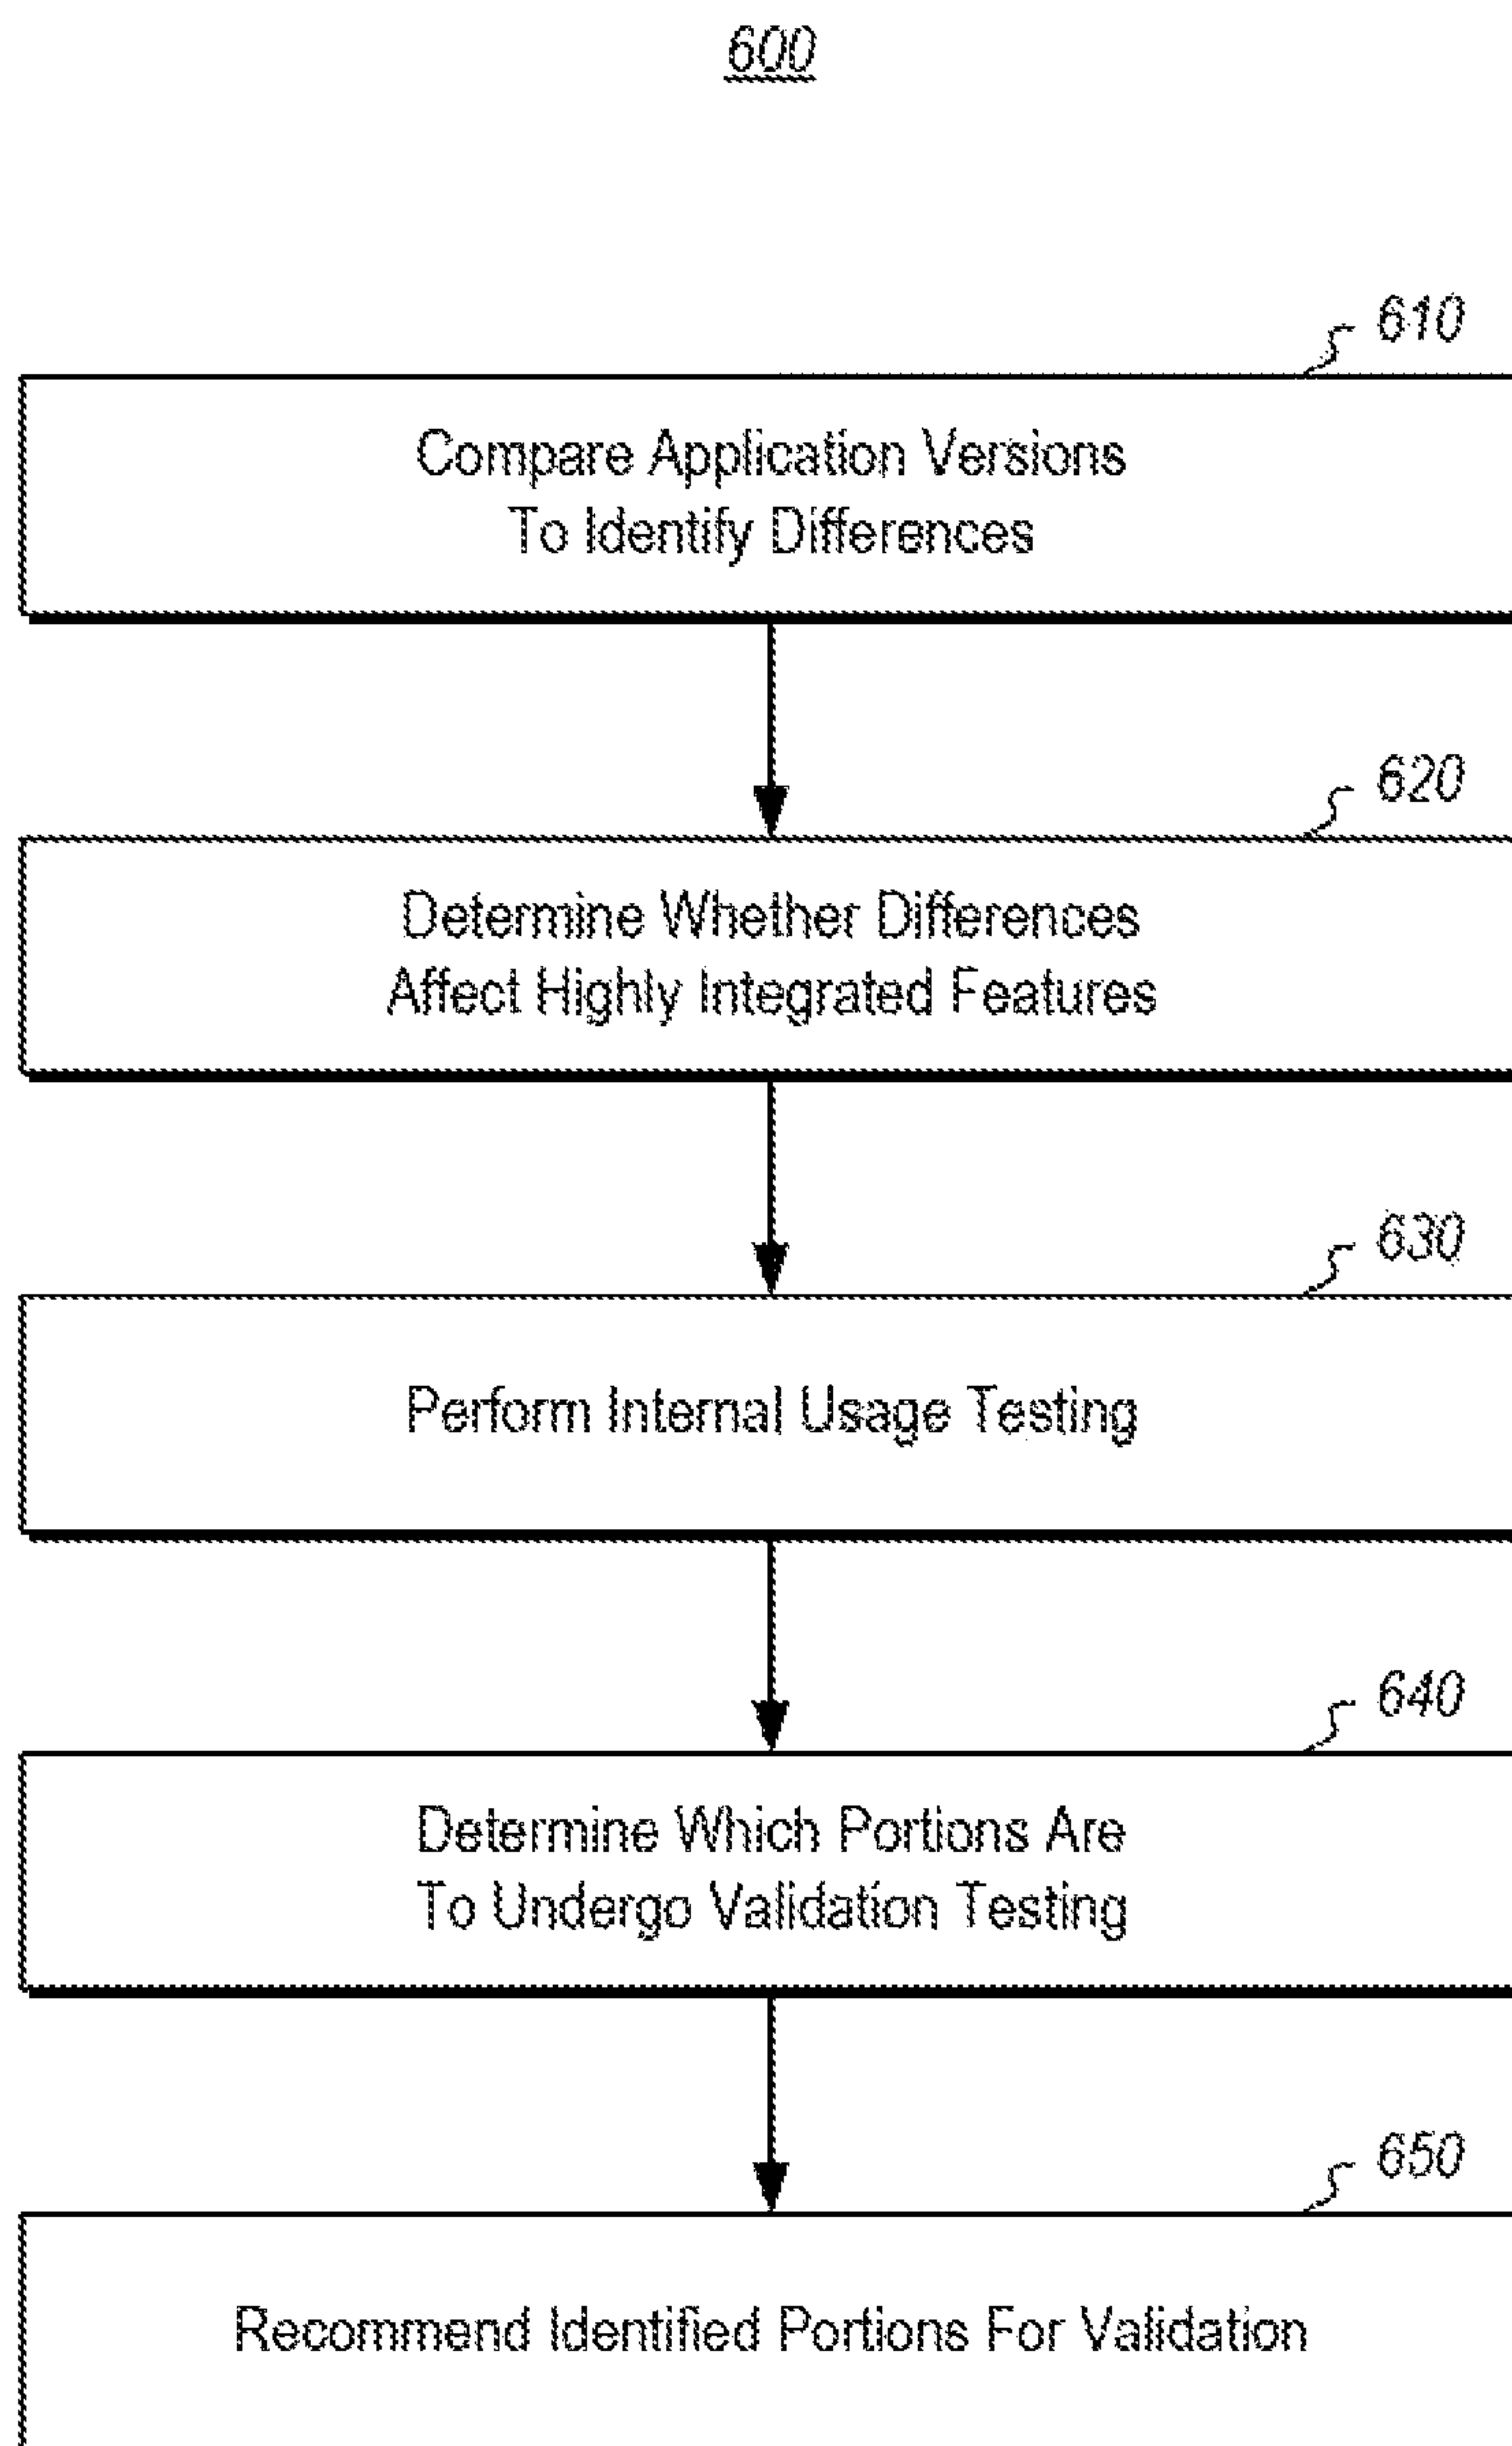 600
610
Compare Application Versions
To Identify Differences
620
Determine Whether Differences
Affect Highly Integrated Features
630
Perform Internal Usage Testing
640
Determine Which Portions Are
To Undergo Validation Testing
650
Recommend Identified Portions For Validation